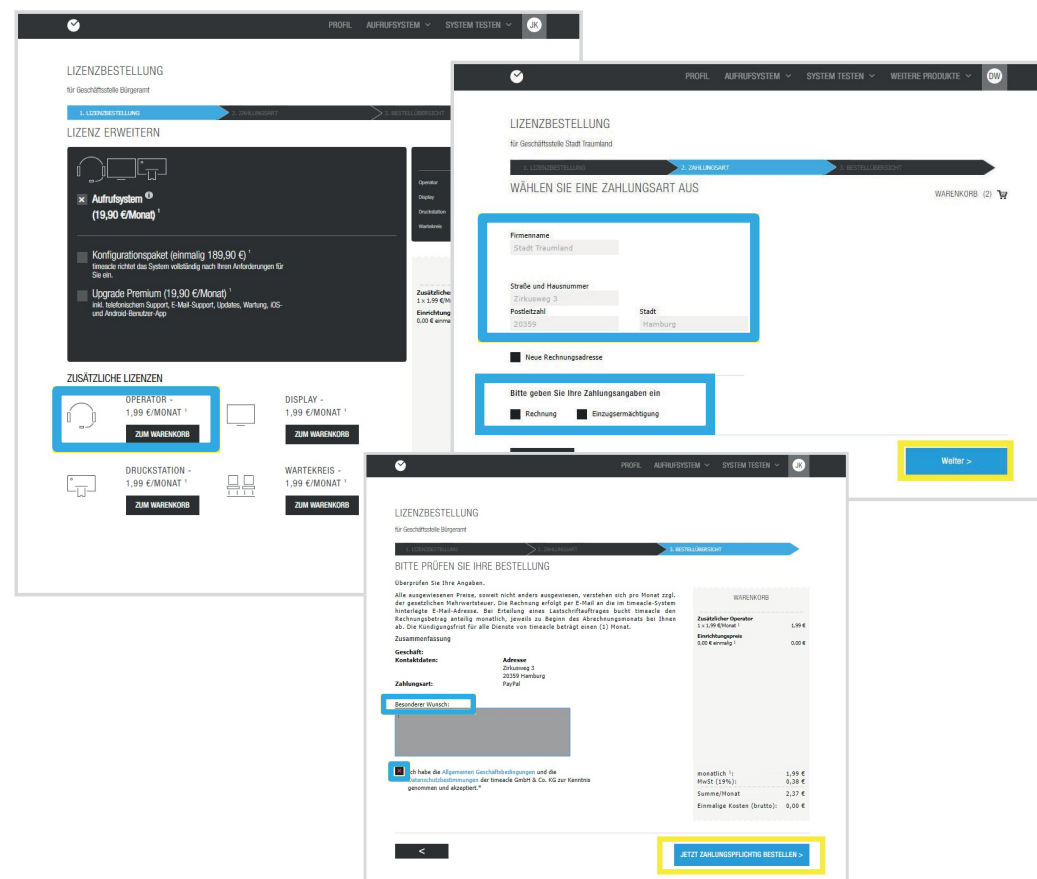 PROFIL AUFRUFSYSTEM SYSTEM TESTEN JK
LIZENZBESTELLUNG
für Geschäftsstelle Bürgeramt
1. LIZENZBESTELLUNG 2. ZAHLUNGSART 3. BESTELLÜBERSICHT
LIZENZ ERWEITERN
Aufrufsystem
(19,90 €/Monat) ¹
Konfigurationspaket (einmalig 189,90 €) ¹
timeacle richtet das System vollständig nach Ihren Anforderungen für
Sie ein.
Upgrade Premium (19,90 €/Monat) ¹
inkl. telefonischem Support, E-Mail-Support, Updates, Wartung, iOS-
und Android-Benutzer-App
Operator
Display
Druckstation
Wartekreis
Zusätzliche
1 x 1,99 €/M
Einrichtung
0,00 € einma
ZUSÄTZLICHE LIZENZEN
OPERATOR -
1,99 €/MONAT ¹
ZUM WARENKORB
DISPLAY -
1,99 €/MONAT ¹
ZUM WARENKORB
DRUCKSTATION -
1,99 €/MONAT ¹
ZUM WARENKORB
WARTEKREIS -
1,99 €/MONAT ¹
ZUM WARENKORB
PROFIL AUFRUFSYSTEM SYSTEM TESTEN WEITERE PRODUKTE DW
LIZENZBESTELLUNG
für Geschäftsstelle Stadt Traumland
1. LIZENZBESTELLUNG 2. ZAHLUNGSART 3. BESTELLÜBERSICHT
WÄHLEN SIE EINE ZAHLUNGSART AUS
WARENKORB (2)
Firmenname
Stadt Traumland
Straße und Hausnummer
Zirkusweg 3
Postleitzahl Stadt
20359 Hamburg
Neue Rechnungsadresse
Bitte geben Sie Ihre Zahlungsangaben ein
Rechnung Einzugsermächtigung
Weiter >
PROFIL AUFRUFSYSTEM SYSTEM TESTEN JK
LIZENZBESTELLUNG
für Geschäftsstelle Bürgeramt
1. LIZENZBESTELLUNG 2. ZAHLUNGSART 3. BESTELLÜBERSICHT
BITTE PRÜFEN SIE IHRE BESTELLUNG
Überprüfen Sie Ihre Angaben.
Alle ausgewiesenen Preise, soweit nicht anders ausgewiesen, verstehen sich pro Monat zzgl.
der gesetzlichen Mehrwertsteuer. Die Rechnung erfolgt per E-Mail an die im timeacle-System
hinterlegte E-Mail-Adresse. Bei Erteilung eines Lastschriftauftrages bucht timeacle den
Rechnungsbetrag anteilig monatlich, jeweils zu Beginn des Abrechnungsmonats bei Ihnen
ab. Die Kündigungsfrist für alle Dienste von timeacle beträgt einen (1) Monat.
Zusammenfassung
Geschäft:
Kontaktdaten: Adresse
Zirkusweg 3
20359 Hamburg
Zahlungsart: PayPal
Besonderer Wunsch:
ich habe die Allgemeinen Geschäftsbedingungen und die
Datenschutzbestimmungen der timeacle GmbH & Co. KG zur Kenntnis
genommen und akzeptiert.*
WARENKORB
Zusätzlicher Operator
1 x 1,99 €/Monat ¹ 1,99 €
Einrichtungspreis
0,00 € einmalig ¹ 0,00 €
monatlich ¹: 1,99 €
MwSt (19%): 0,38 €
Summe/Monat 2,37 €
Einmalige Kosten (brutto): 0,00 €
<
JETZT ZAHLUNGSPFLICHTIG BESTELLEN >